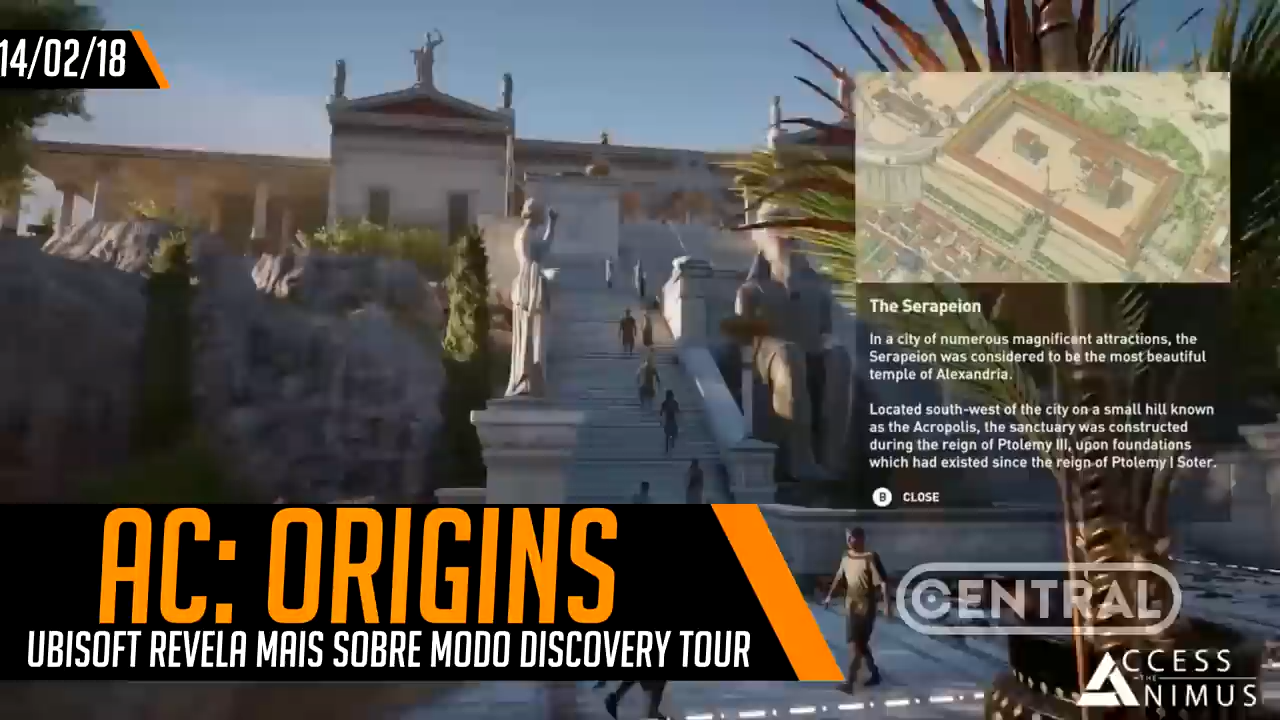 14/02/18
The Serapeion
In a city of numerous magnificent attractions, the
Serapeion was considered to be the most beautiful
temple of Alexandria.
Located south-west of the city on a small hill known
as the Acropolis, the sanctuary was constructed
during the reign of Ptolemy III, upon foundations
which had existed since the reign of Ptolemy I Soter.
B CLOSE
AC: ORIGINS
UBISOFT REVELA MAIS SOBRE MODO DISCOVERY TOUR
CENTRAL
ACCESS
THE
ANIMUS